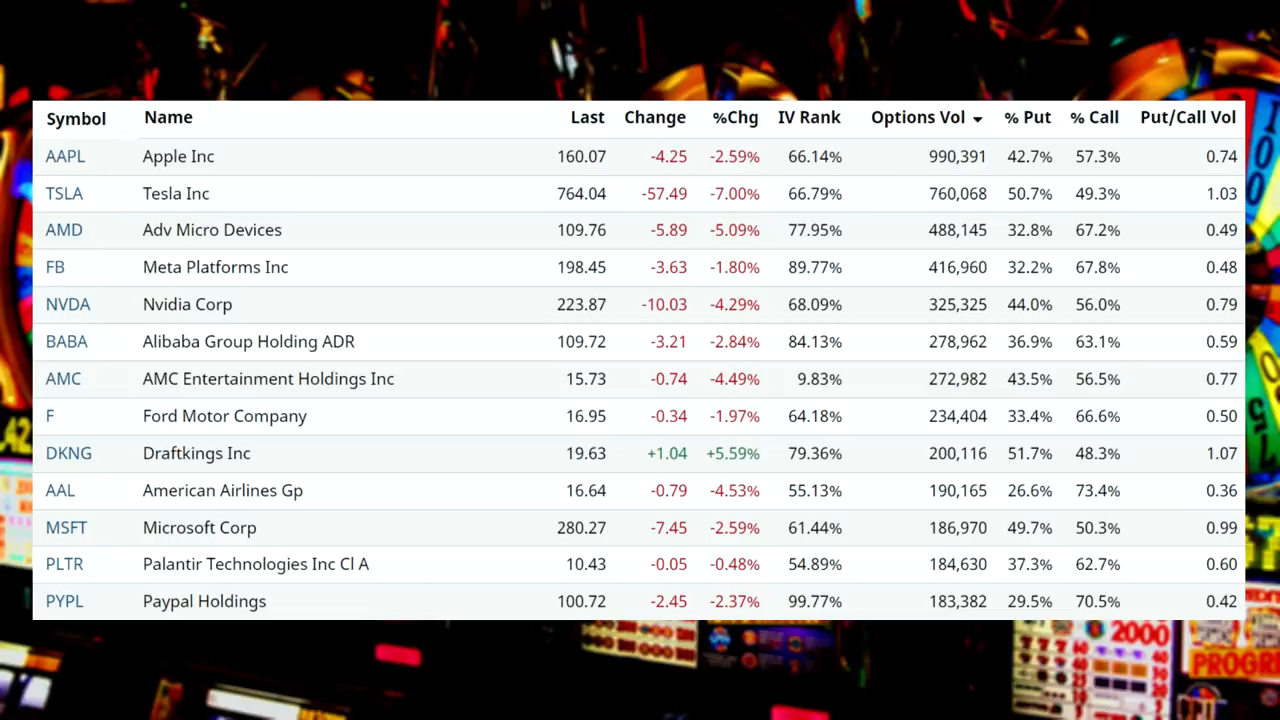 Symbol Name Last Change %Chg IV Rank Options Vol % Put % Call Put/Call Vol
AAPL Apple Inc 160.07 -4.25 -2.59% 66.14% 990,391 42.7% 57.3% 0.74
TSLA Tesla Inc 764.04 -57.49 -7.00% 66.79% 760,068 50.7% 49.3% 1.03
AMD Adv Micro Devices 109.76 -5.89 -5.09% 77.95% 488,145 32.8% 67.2% 0.49
FB Meta Platforms Inc 198.45 -3.63 -1.80% 89.77% 416,960 32.2% 67.8% 0.48
NVDA Nvidia Corp 223.87 -10.03 -4.29% 68.09% 325,325 44.0% 56.0% 0.79
BABA Alibaba Group Holding ADR 109.72 -3.21 -2.84% 84.13% 278,962 36.9% 63.1% 0.59
AMC AMC Entertainment Holdings Inc 15.73 -0.74 -4.49% 9.83% 272,982 43.5% 56.5% 0.77
F Ford Motor Company 16.95 -0.34 -1.97% 64.18% 234,404 33.4% 66.6% 0.50
DKNG Draftkings Inc 19.63 +1.04 +5.59% 79.36% 200,116 51.7% 48.3% 1.07
AAL American Airlines Gp 16.64 -0.79 -4.53% 55.13% 190,165 26.6% 73.4% 0.36
MSFT Microsoft Corp 280.27 -7.45 -2.59% 61.44% 186,970 49.7% 50.3% 0.99
PLTR Palantir Technologies Inc Cl A 10.43 -0.05 -0.48% 54.89% 184,630 37.3% 62.7% 0.60
PYPL Paypal Holdings 100.72 -2.45 -2.37% 99.77% 183,382 29.5% 70.5% 0.42
2000